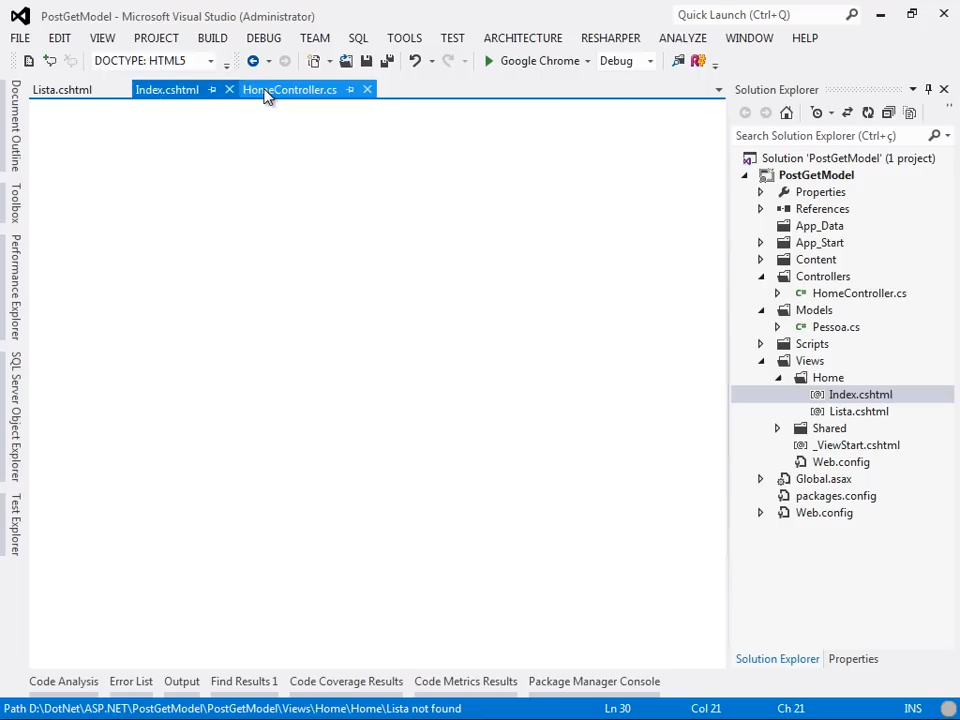 PostGetModel - Microsoft Visual Studio (Administrator)
Quick Launch (Ctrl+Q)
FILE EDIT VIEW PROJECT BUILD DEBUG TEAM SQL TOOLS TEST ARCHITECTURE RESHARPER ANALYZE WINDOW HELP
DOCTYPE: HTML5
Google Chrome
Debug
Lista.cshtml
Index.cshtml
HomeController.cs
Document Outline
Toolbox
Performance Explorer
SQL Server Object Explorer
Test Explorer
Solution Explorer
Search Solution Explorer (Ctrl+ç)
Solution 'PostGetModel' (1 project)
PostGetModel
Properties
References
App_Data
App_Start
Content
Controllers
HomeController.cs
Models
Pessoa.cs
Scripts
Views
Home
Index.cshtml
Lista.cshtml
Shared
_ViewStart.cshtml
Web.config
Global.asax
packages.config
Web.config
Solution Explorer
Properties
Code Analysis Error List Output Find Results 1 Code Coverage Results Code Metrics Results Package Manager Console
Path D:\DotNet\ASP.NET\PostGetModel\PostGetModel\Views\Home\Home\Lista not found
Ln 30
Col 21
Ch 21
INS